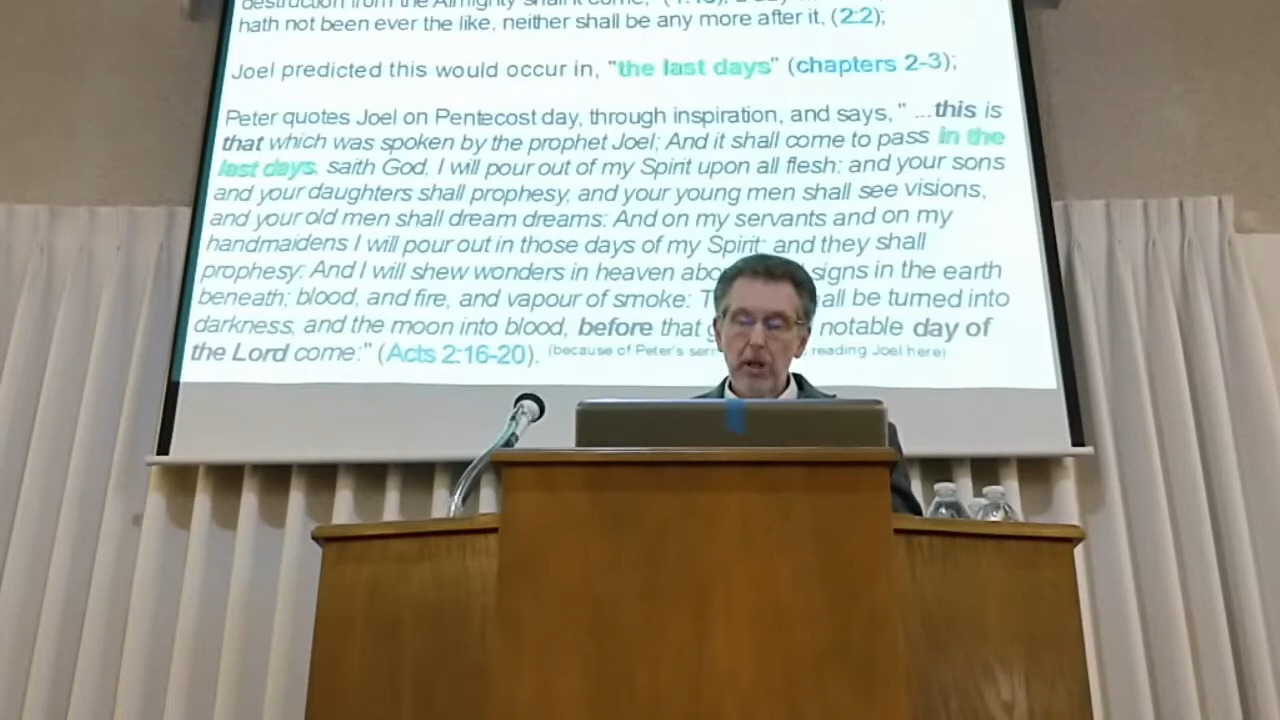 destruction from the Almighty shall it come,
hath not been ever the like, neither shall be any more after it, (2:2);
Joel predicted this would occur in, "the last days" (chapters 2-3);
Peter quotes Joel on Pentecost day, through inspiration, and says, " ...this is
that which was spoken by the prophet Joel; And it shall come to pass in the
last days, saith God, I will pour out of my Spirit upon all flesh: and your sons
and your daughters shall prophesy, and your young men shall see visions,
and your old men shall dream dreams: And on my servants and on my
handmaidens I will pour out in those days of my Spirit; and they shall
prophesy: And I will shew wonders in heaven signs in the earth
beneath; blood, and fire, and vapour of smoke: be turned into
darkness, and the moon into blood, before that notable day of
the Lord come:" (Acts 2:16-20). (because of Peter's reading Joel here)